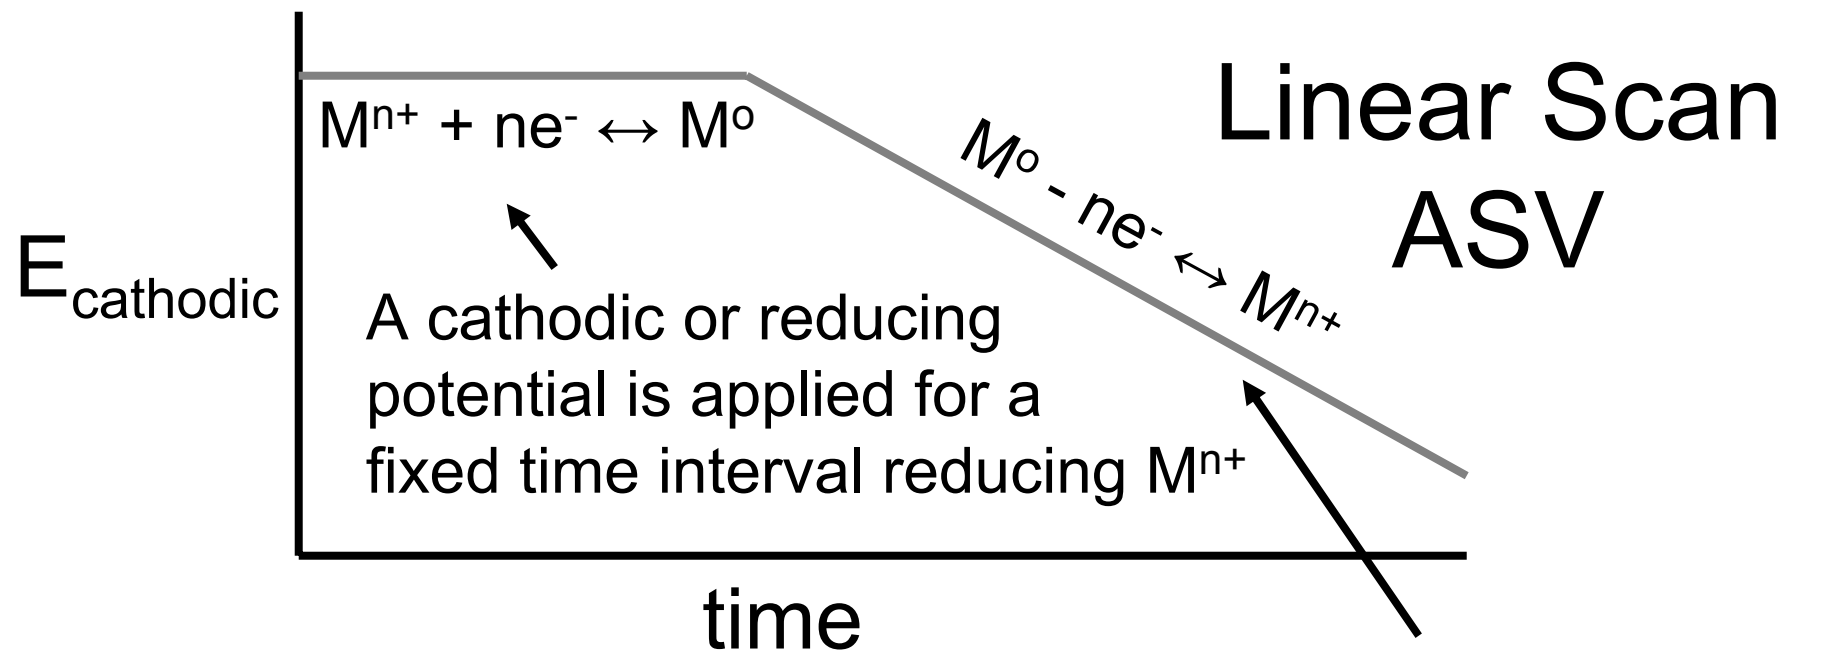 Linear Scan
ASV
Mⁿ⁺ + ne⁻ ↔ Mᵒ
Mᵒ - ne⁻ ↔ Mⁿ⁺
E cathodic
A cathodic or reducing
potential is applied for a
fixed time interval reducing Mⁿ⁺
time